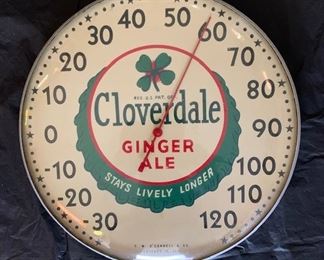 -30 -20 -10 0 10 20 30 40 50 60 70 80 90 100 110 120
REG. U.S. PAT. OFF.
Cloverdale
GINGER
ALE
STAYS LIVELY LONGER